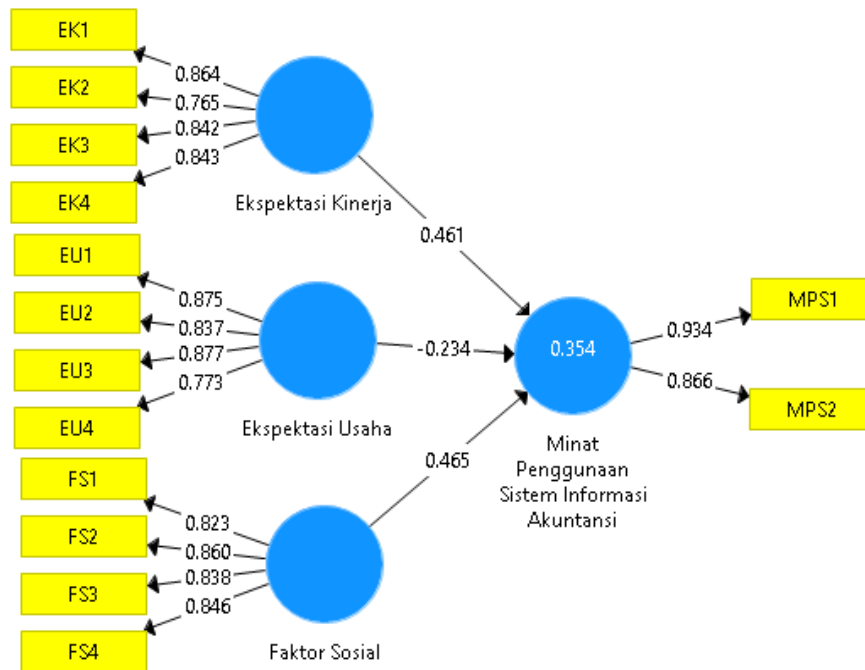 EK1
0.864
EK2
0.765
0.842
EK3
0.843
EK4
Ekspektasi Kinerja
0.461
EU1
0.875
EU2
0.837
0.877
EU3
0.773
EU4
Ekspektasi Usaha
-0.234
FS1
0.823
FS2
0.860
0.838
FS3
0.846
FS4
Faktor Sosial
0.465
0.354
Minat
Penggunaan
Sistem Informasi
Akuntansi
0.934
MPS1
0.866
MPS2